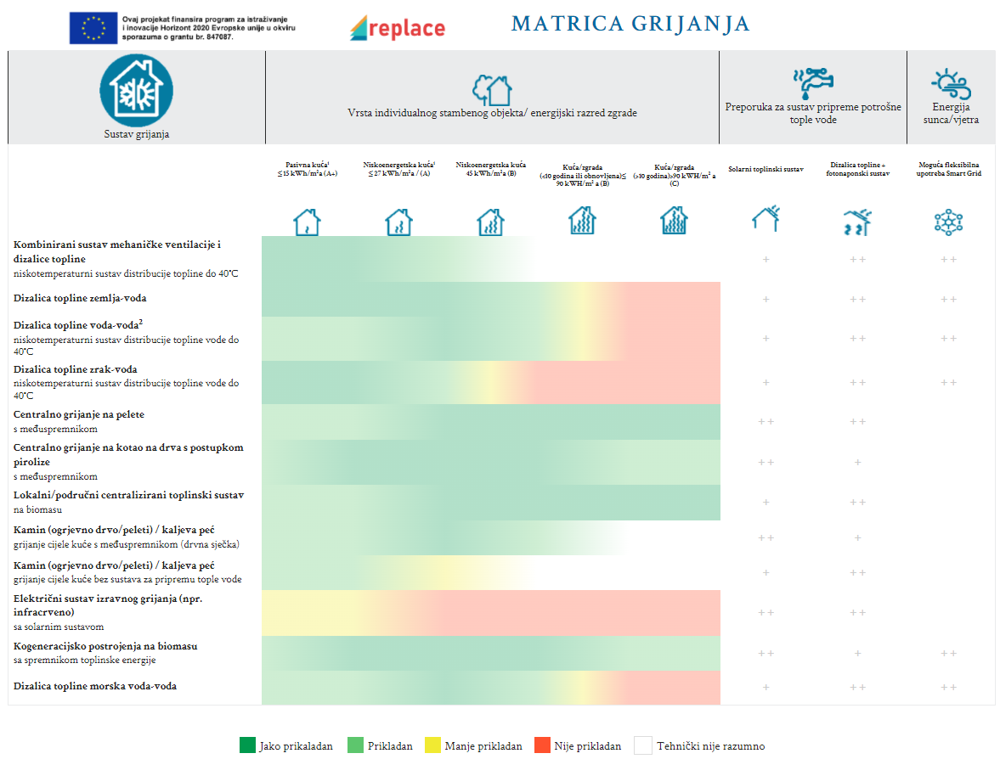 Ovaj projekat finansira program za istraživanje
i inovacije Horizont 2020 Evropske unije u okviru
sporazuma o grantu br. 847087.
replace
MATRICA GRIJANJA
Sustav grijanja
Vrsta individualnog stambenog objekta/ energijski razred zgrade
Preporuka za sustav pripreme potrošne
tople vode
Energija
sunca/vjetra
Pasivna kuća¹
≤15 kWh/m²a (A+)
Niskoenergetska kuća¹
≤27 kWh/m²a / (A)
Niskoenergetska kuća
45 kWh/m²a (B)
Kuća/zgrada
(<10 godina ili obnovljena)≤
90 kWH/m² a (B)
Kuća/zgrada
(>10 godina)>90 kWH/m² a
(C)
Solarni toplinski sustav
Dizalica topline +
fotonaponski sustav
Moguća fleksibilna
upotreba Smart Grid
Kombinirani sustav mehaničke ventilacije i
dizalice topline
niskotemperaturni sustav distribucije topline do 40°C
+ ++ ++
Dizalica topline zemlja-voda
+ ++ ++
Dizalica topline voda-voda²
niskotemperaturni sustav distribucije topline vode do
40°C
+ ++ ++
Dizalica topline zrak-voda
niskotemperaturni sustav distribucije topline vode do
40°C
+ ++ ++
Centralno grijanje na pelete
s međuspremnikom
++ ++
Centralno grijanje na kotao na drva s postupkom
pirolize
s međuspremnikom
++ +
Lokalni/područni centralizirani toplinski sustav
na biomasu
+ ++
Kamin (ogrjevno drvo/peleti) / kaljeva peć
grijanje cijele kuće s međuspremnikom (drvna sječka)
++ +
Kamin (ogrjevno drvo/peleti) / kaljeva peć
grijanje cijele kuće bez sustava za pripremu tople vode
+ ++
Električni sustav izravnog grijanja (npr.
infracrveno)
sa solarnim sustavom
++ ++
Kogeneracijsko postrojenja na biomasu
sa spremnikom toplinske energije
++ + ++
Dizalica topline morska voda-voda
+ ++ ++
Jako prikaladan
Prikladan
Manje prikladan
Nije prikladan
Tehnički nije razumno